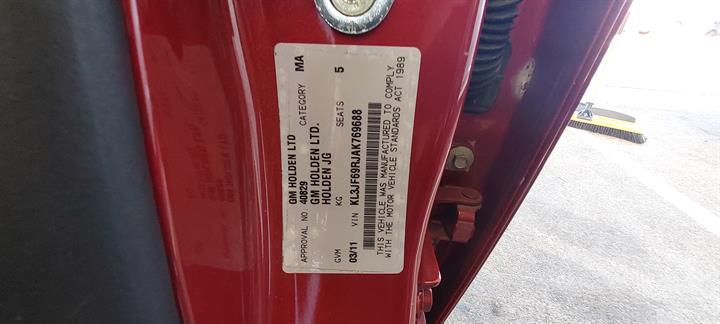 GM HOLDEN LTD
APPROVAL NO 40829 CATEGORY MA
GM HOLDEN LTD.
HOLDEN JG
GVM KG SEATS 5
03/11 VIN KL3JF69RJAK769688
THIS VEHICLE WAS MANUFACTURED TO COMPLY
WITH THE MOTOR VEHICLE STANDARDS ACT 1989